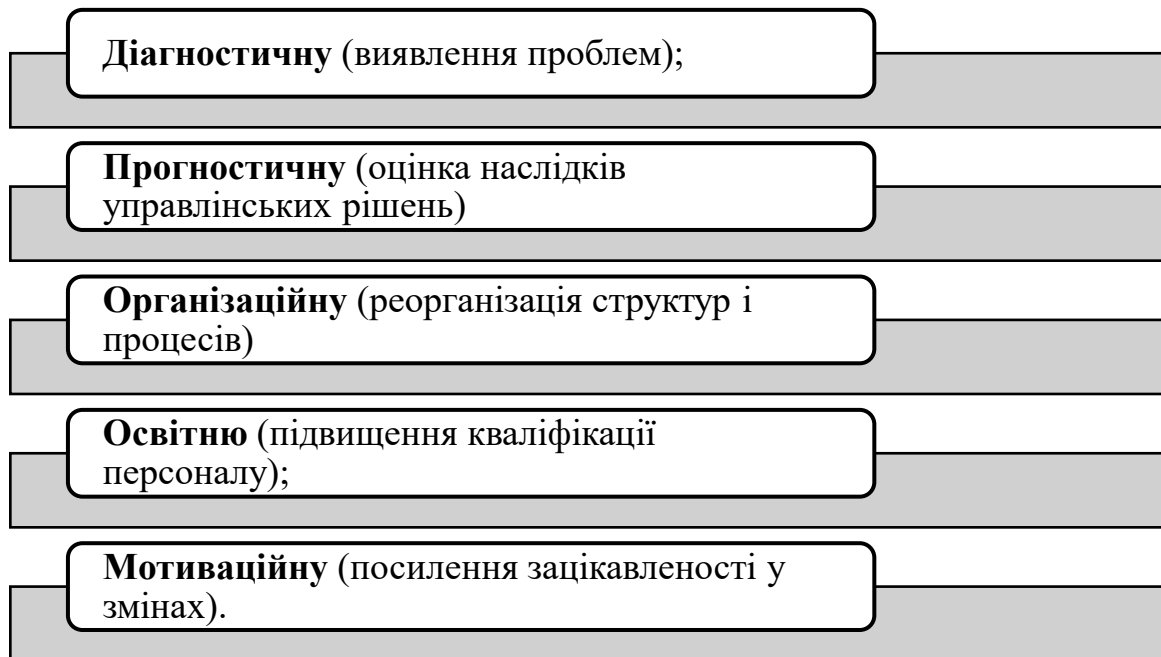 Діагностичну (виявлення проблем);
Прогностичну (оцінка наслідків
управлінських рішень)
Організаційну (реорганізація структур і
процесів)
Освітню (підвищення кваліфікації
персоналу);
Мотиваційну (посилення зацікавленості у
змінах).